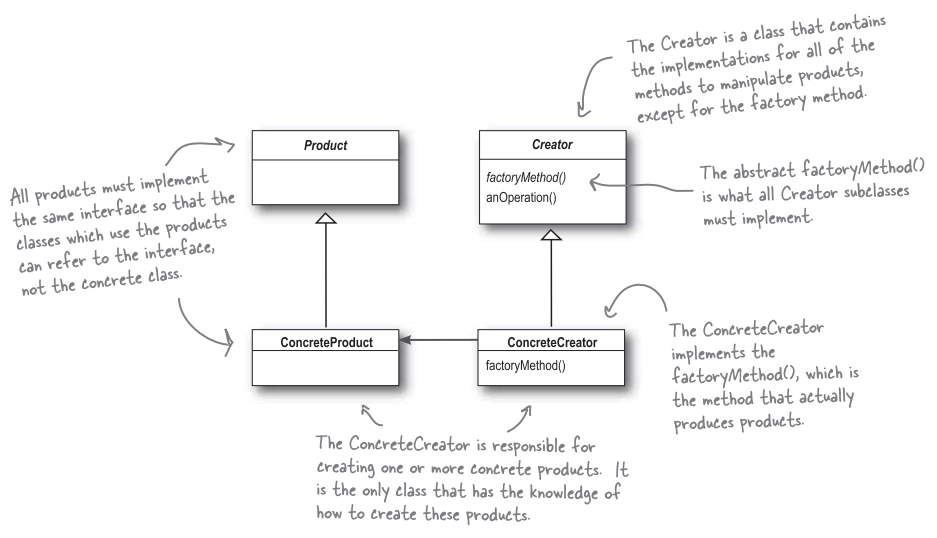 The Creator is a class that contains
the implementations for all of the
methods to manipulate products,
except for the factory method.
Product
Creator
factoryMethod()
anOperation()
The abstract factoryMethod()
is what all Creator subclasses
must implement.
All products must implement
the same interface so that the
classes which use the products
can refer to the interface,
not the concrete class.
ConcreteProduct
ConcreteCreator
factoryMethod()
The ConcreteCreator
implements the
factoryMethod(), which is
the method that actually
produces products.
The ConcreteCreator is responsible for
creating one or more concrete products. It
is the only class that has the knowledge of
how to create these products.